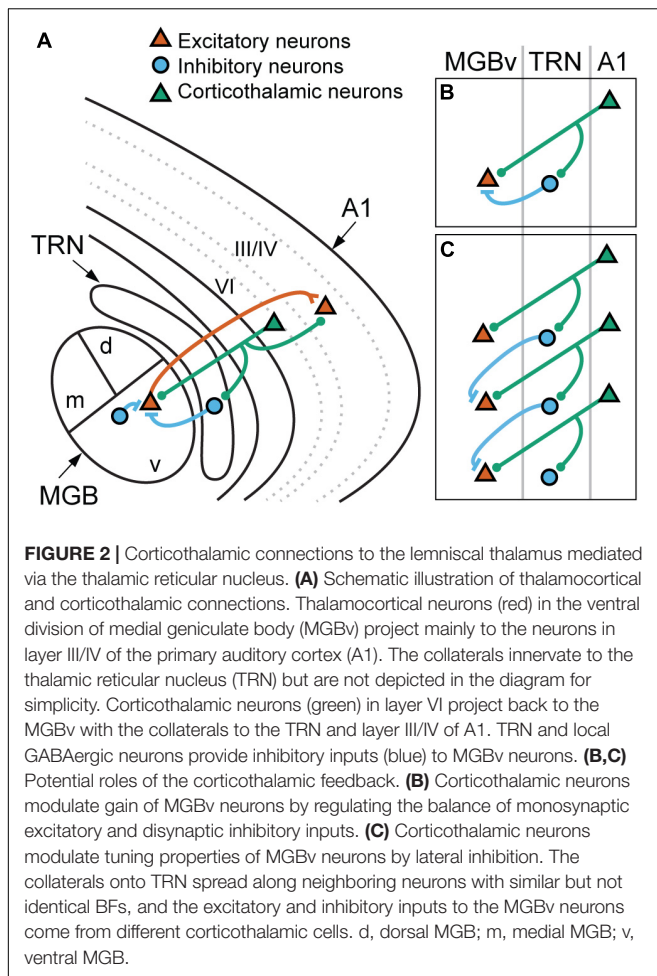 A
Excitatory neurons
Inhibitory neurons
Corticothalamic neurons
MGBv TRN A1
B
C
A1
TRN
III/IV
VI
d
m
v
MGB
FIGURE 2 | Corticothalamic connections to the lemniscal thalamus mediated
via the thalamic reticular nucleus. (A) Schematic illustration of thalamocortical
and corticothalamic connections. Thalamocortical neurons (red) in the ventral
division of medial geniculate body (MGBv) project mainly to the neurons in
layer III/IV of the primary auditory cortex (A1). The collaterals innervate to the
thalamic reticular nucleus (TRN) but are not depicted in the diagram for
simplicity. Corticothalamic neurons (green) in layer VI project back to the
MGBv with the collaterals to the TRN and layer III/IV of A1. TRN and local
GABAergic neurons provide inhibitory inputs (blue) to MGBv neurons. (B,C)
Potential roles of the corticothalamic feedback. (B) Corticothalamic neurons
modulate gain of MGBv neurons by regulating the balance of monosynaptic
excitatory and disynaptic inhibitory inputs. (C) Corticothalamic neurons
modulate tuning properties of MGBv neurons by lateral inhibition. The
collaterals onto TRN spread along neighboring neurons with similar but not
identical BFs, and the excitatory and inhibitory inputs to the MGBv neurons
come from different corticothalamic cells. d, dorsal MGB; m, medial MGB; v,
ventral MGB.